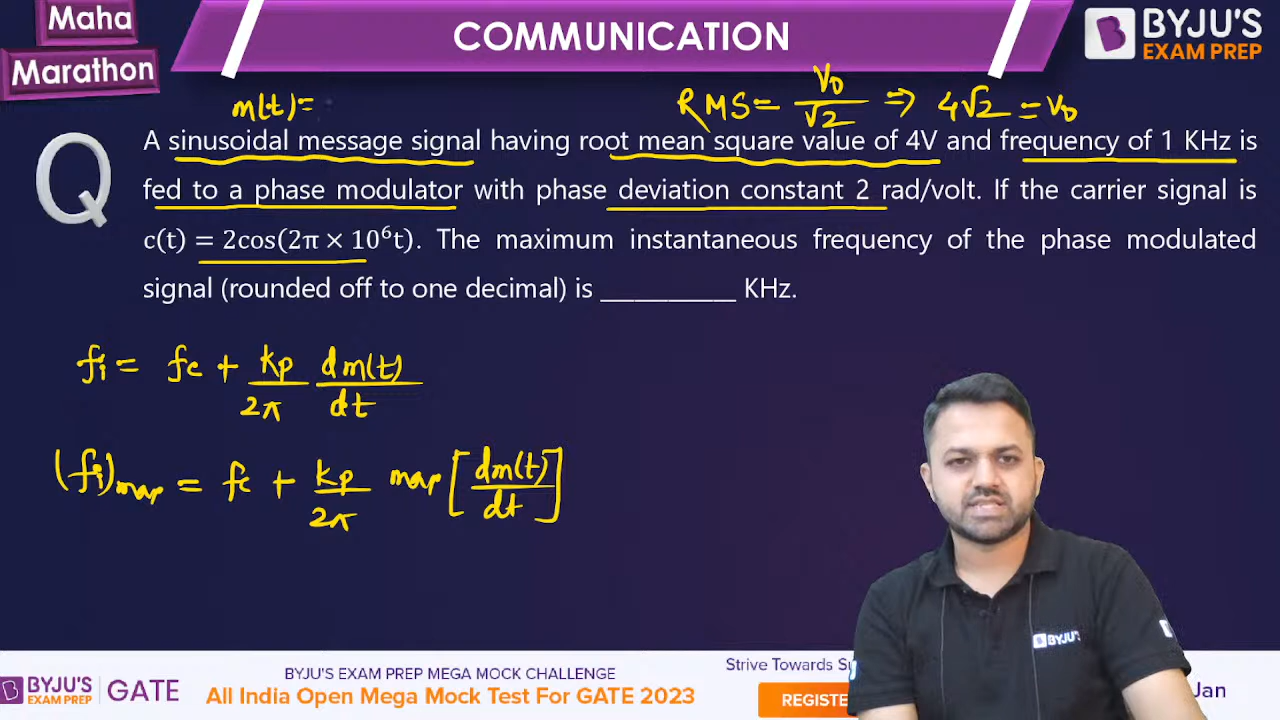 Maha
Marathon
COMMUNICATION
BYJU'S
EXAM PREP
m(t) =
RMS = V₀/√2 ⇒ 4√2 = V₀
Q
A sinusoidal message signal having root mean square value of 4V and frequency of 1 KHz is
fed to a phase modulator with phase deviation constant 2 rad/volt. If the carrier signal is
c(t) = 2cos(2π × 10⁶t). The maximum instantaneous frequency of the phase modulated
signal (rounded off to one decimal) is ____________ KHz.
fi = fc + kp/2π dm(t)/dt
(fi)max = fc + kp/2π max [dm(t)/dt]
BYJU'S
BYJU'S
EXAM PREP
GATE
BYJU'S EXAM PREP MEGA MOCK CHALLENGE
All India Open Mega Mock Test For GATE 2023
Strive Towards
REGISTE
Jan